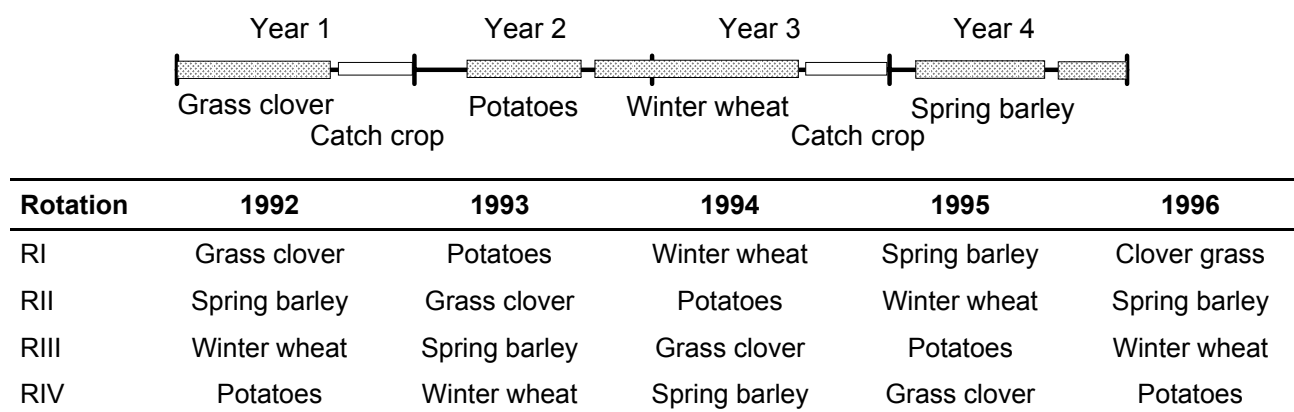 Year 1 Year 2 Year 3 Year 4
Grass clover Potatoes Winter wheat Spring barley
Catch crop Catch crop
Rotation 1992 1993 1994 1995 1996
RI Grass clover Potatoes Winter wheat Spring barley Clover grass
RII Spring barley Grass clover Potatoes Winter wheat Spring barley
RIII Winter wheat Spring barley Grass clover Potatoes Winter wheat
RIV Potatoes Winter wheat Spring barley Grass clover Potatoes